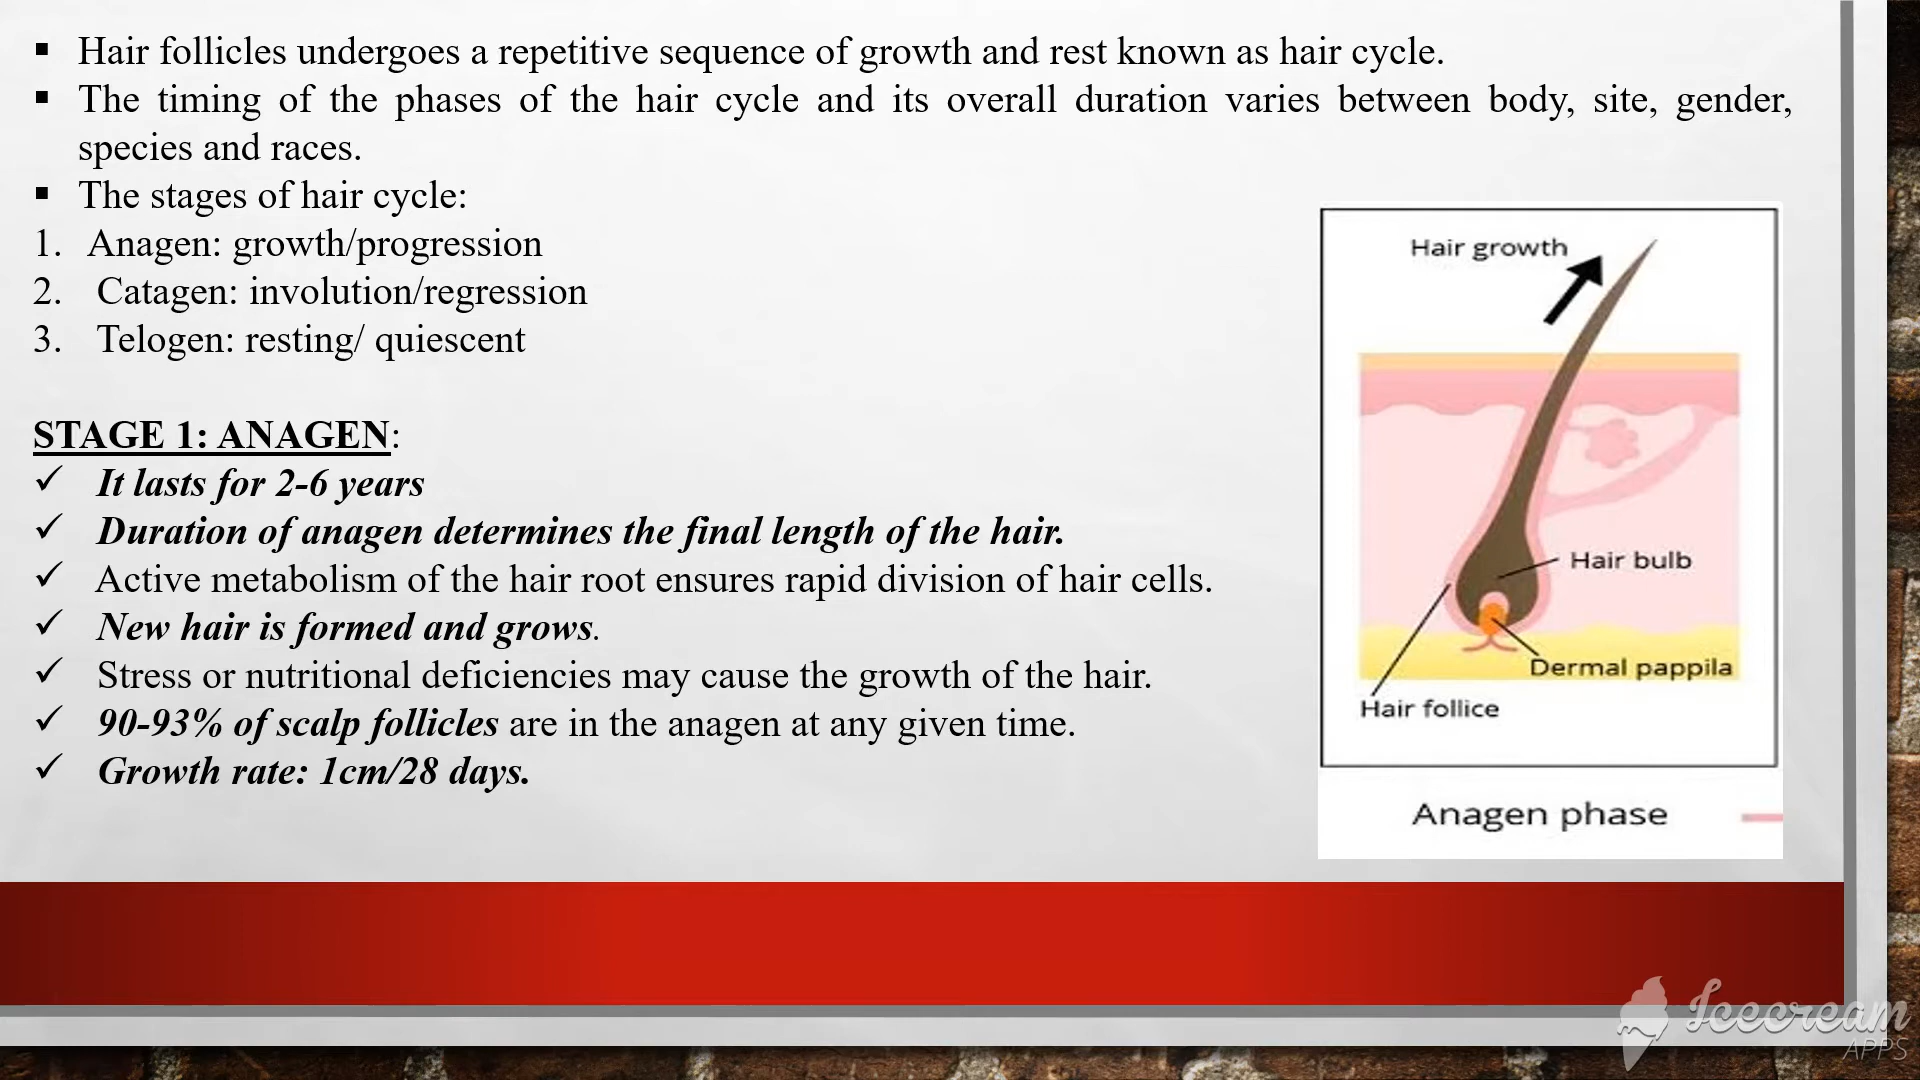 ▪ Hair follicles undergoes a repetitive sequence of growth and rest known as hair cycle.
▪ The timing of the phases of the hair cycle and its overall duration varies between body, site, gender,
species and races.
▪ The stages of hair cycle:
1. Anagen: growth/progression
2. Catagen: involution/regression
3. Telogen: resting/ quiescent
STAGE 1: ANAGEN:
✓ It lasts for 2-6 years
✓ Duration of anagen determines the final length of the hair.
✓ Active metabolism of the hair root ensures rapid division of hair cells.
✓ New hair is formed and grows.
✓ Stress or nutritional deficiencies may cause the growth of the hair.
✓ 90-93% of scalp follicles are in the anagen at any given time.
✓ Growth rate: 1cm/28 days.
Hair growth
Hair bulb
Dermal pappila
Hair follice
Anagen phase
Icecream
APPS